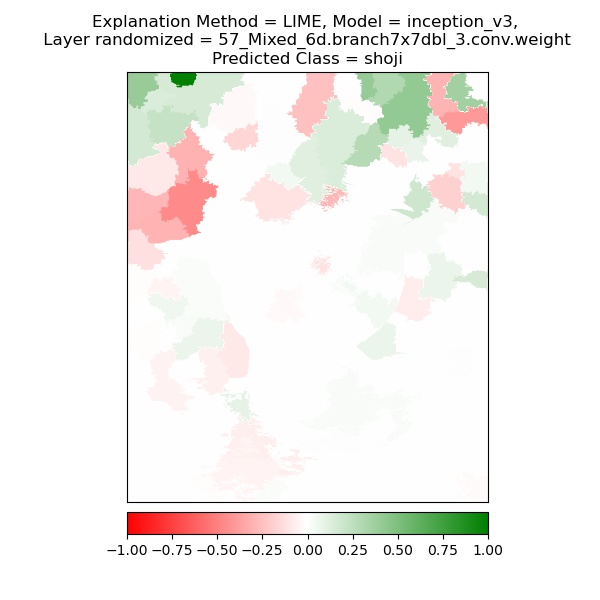 Explanation Method = LIME, Model = inception_v3,
Layer randomized = 57_Mixed_6d.branch7x7dbl_3.conv.weight
Predicted Class = shoji
−1.00 −0.75 −0.50 −0.25 0.00 0.25 0.50 0.75 1.00